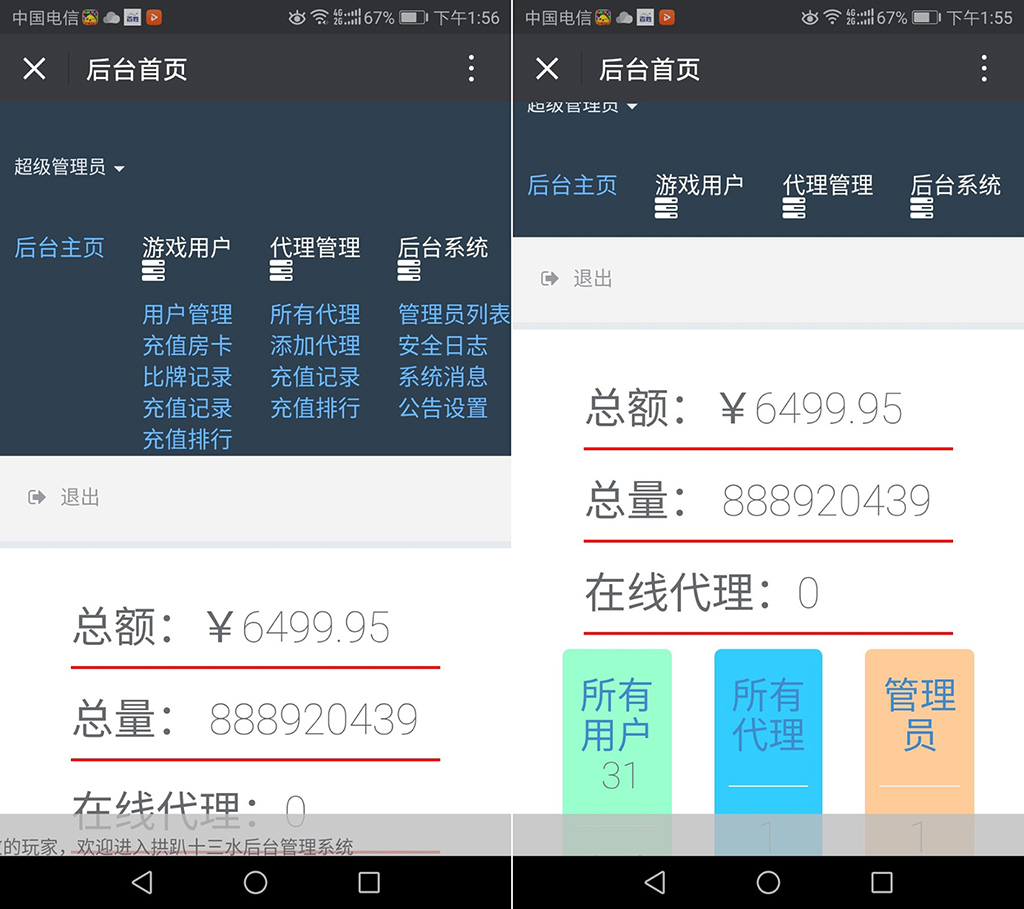 中国电信 4G 2G 67% 下午1:56
后台首页
超级管理员
后台主页 游戏用户 代理管理 后台系统
用户管理 所有代理 管理员列表
充值房卡 添加代理 安全日志
比牌记录 充值记录 系统消息
充值记录 充值排行 公告设置
充值排行
退出
总额：￥6499.95
总量：888920439
在线代理：0
的玩家，欢迎进入拱趴十三水后台管理系统
中国电信 4G 2G 67% 下午1:55
后台首页
超级管理员
后台主页 游戏用户 代理管理 后台系统
退出
总额：￥6499.95
总量：888920439
在线代理：0
所有 所有 管理
用户 代理 员
31
1 1